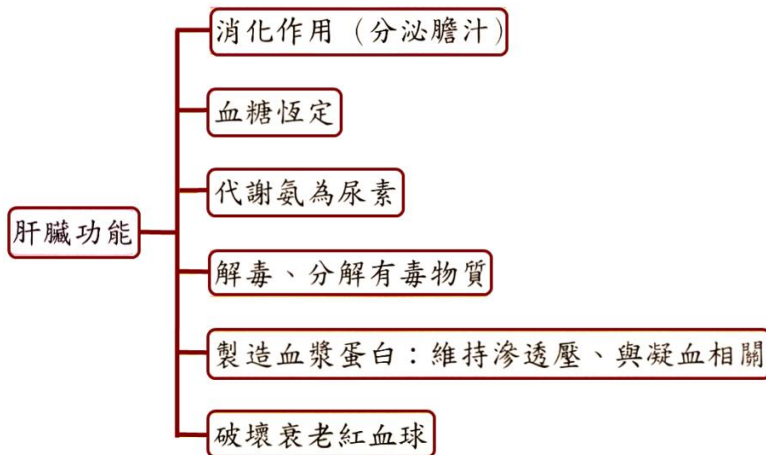 消化作用（分泌膽汁）
血糖恆定
代謝氨為尿素
肝臟功能
解毒、分解有毒物質
製造血漿蛋白：維持滲透壓、與凝血相關
破壞衰老紅血球